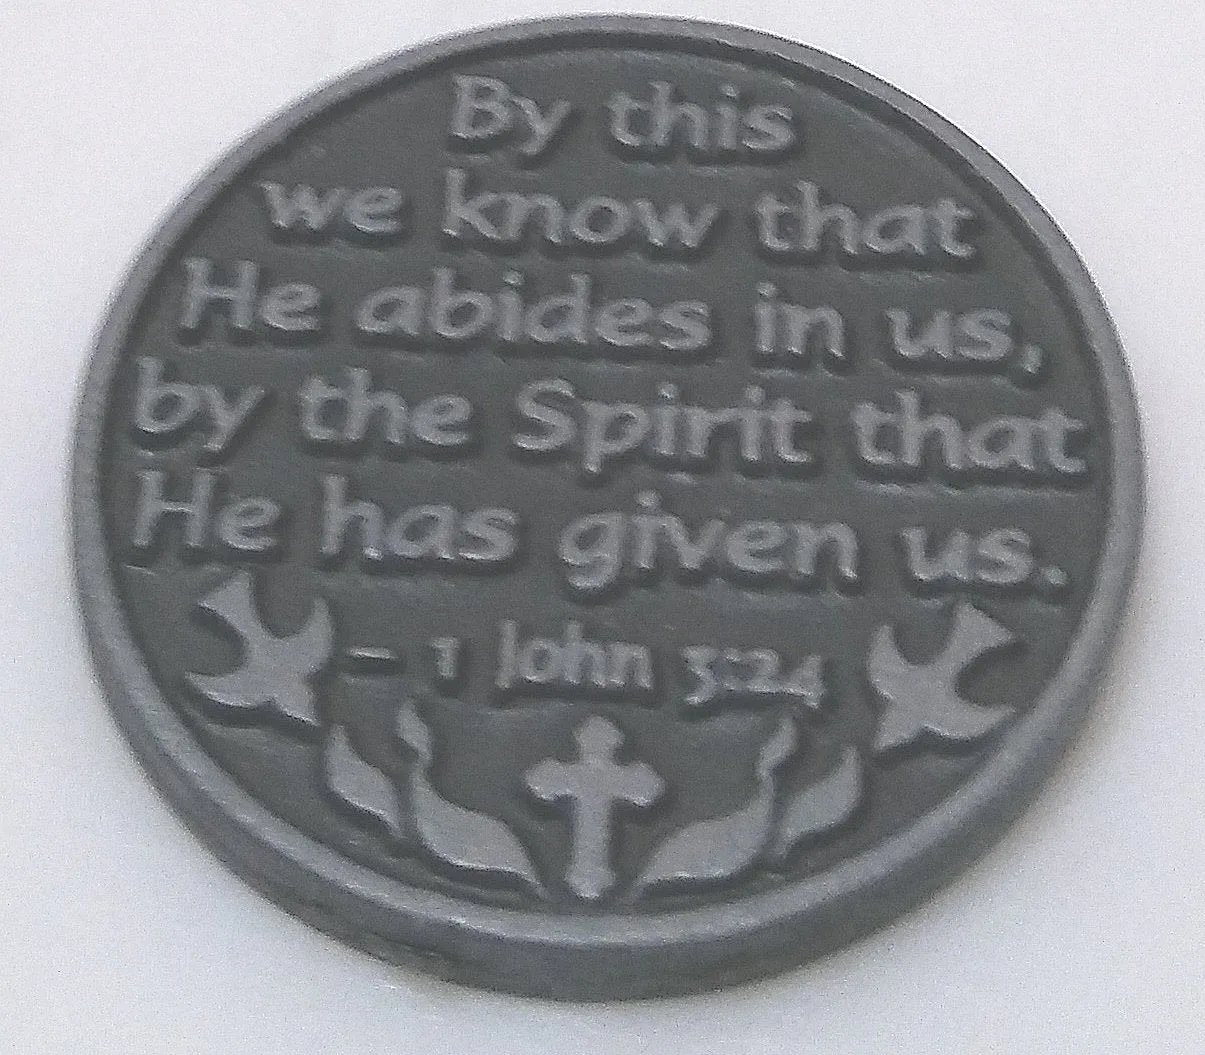 By this
we know that
He abides in us,
by the Spirit that
He has given us.
– 1 John 3:24